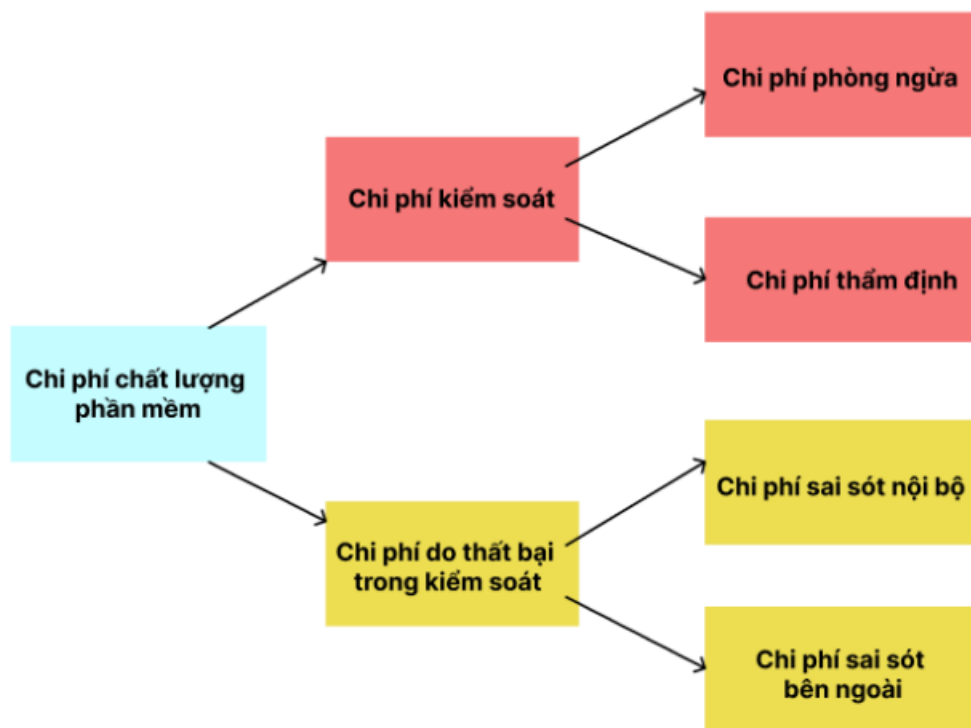 Chi phí phòng ngừa
Chi phí kiểm soát
Chi phí thẩm định
Chi phí chất lượng
phần mềm
Chi phí sai sót nội bộ
Chi phí do thất bại
trong kiểm soát
Chi phí sai sót
bên ngoài